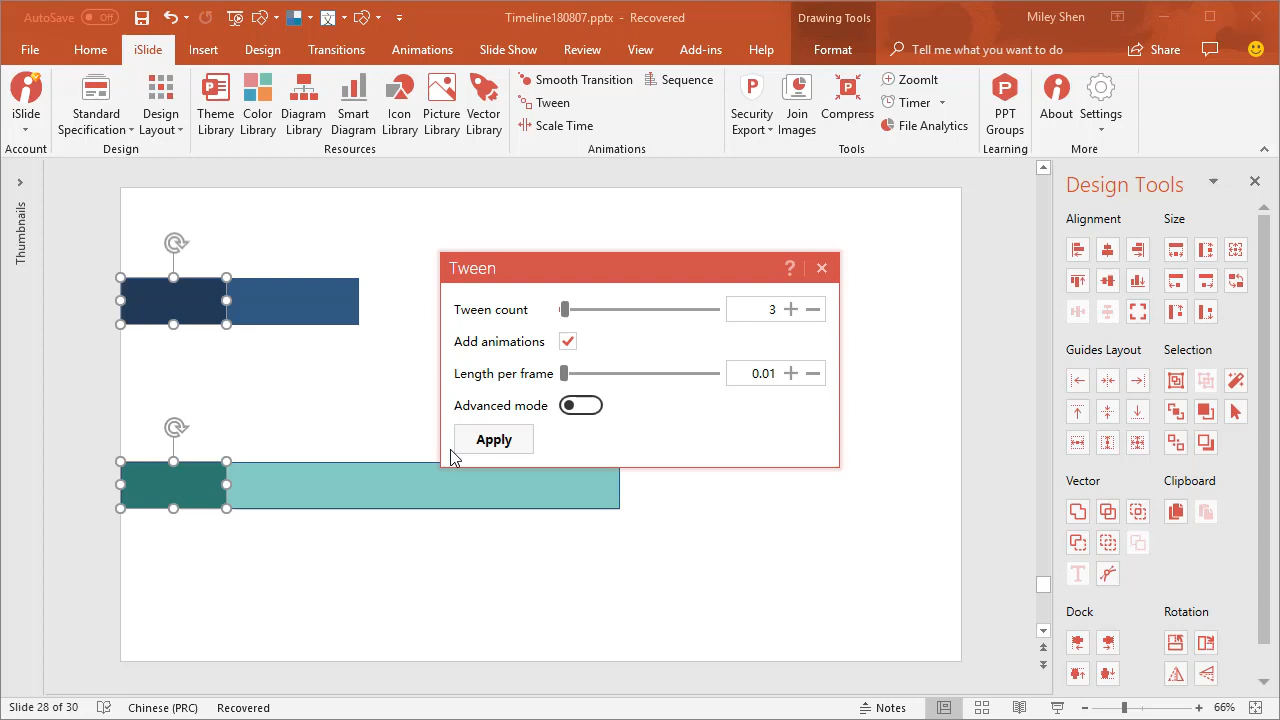 AutoSave Off
Timeline180807.pptx - Recovered
Drawing Tools
Miley Shen
File Home iSlide Insert Design Transitions Animations Slide Show Review View Add-ins Help Format Tell me what you want to do Share
iSlide
Account
Standard Specification
Design Layout
Design
Theme Library
Color Library
Diagram Library
Smart Diagram
Icon Library
Picture Library
Vector Library
Resources
Smooth Transition
Sequence
Tween
Scale Time
Animations
Security Export
Join Images
Compress
ZoomIt
Timer
File Analytics
Tools
PPT Groups
Learning
About
Settings
More
Thumbnails
Tween ?
Tween count 3
Add animations
Length per frame 0.01
Advanced mode
Apply
Design Tools
Alignment Size
Guides Layout Selection
Vector Clipboard
T
Dock Rotation
Slide 28 of 30 Chinese (PRC) Recovered Notes 66%